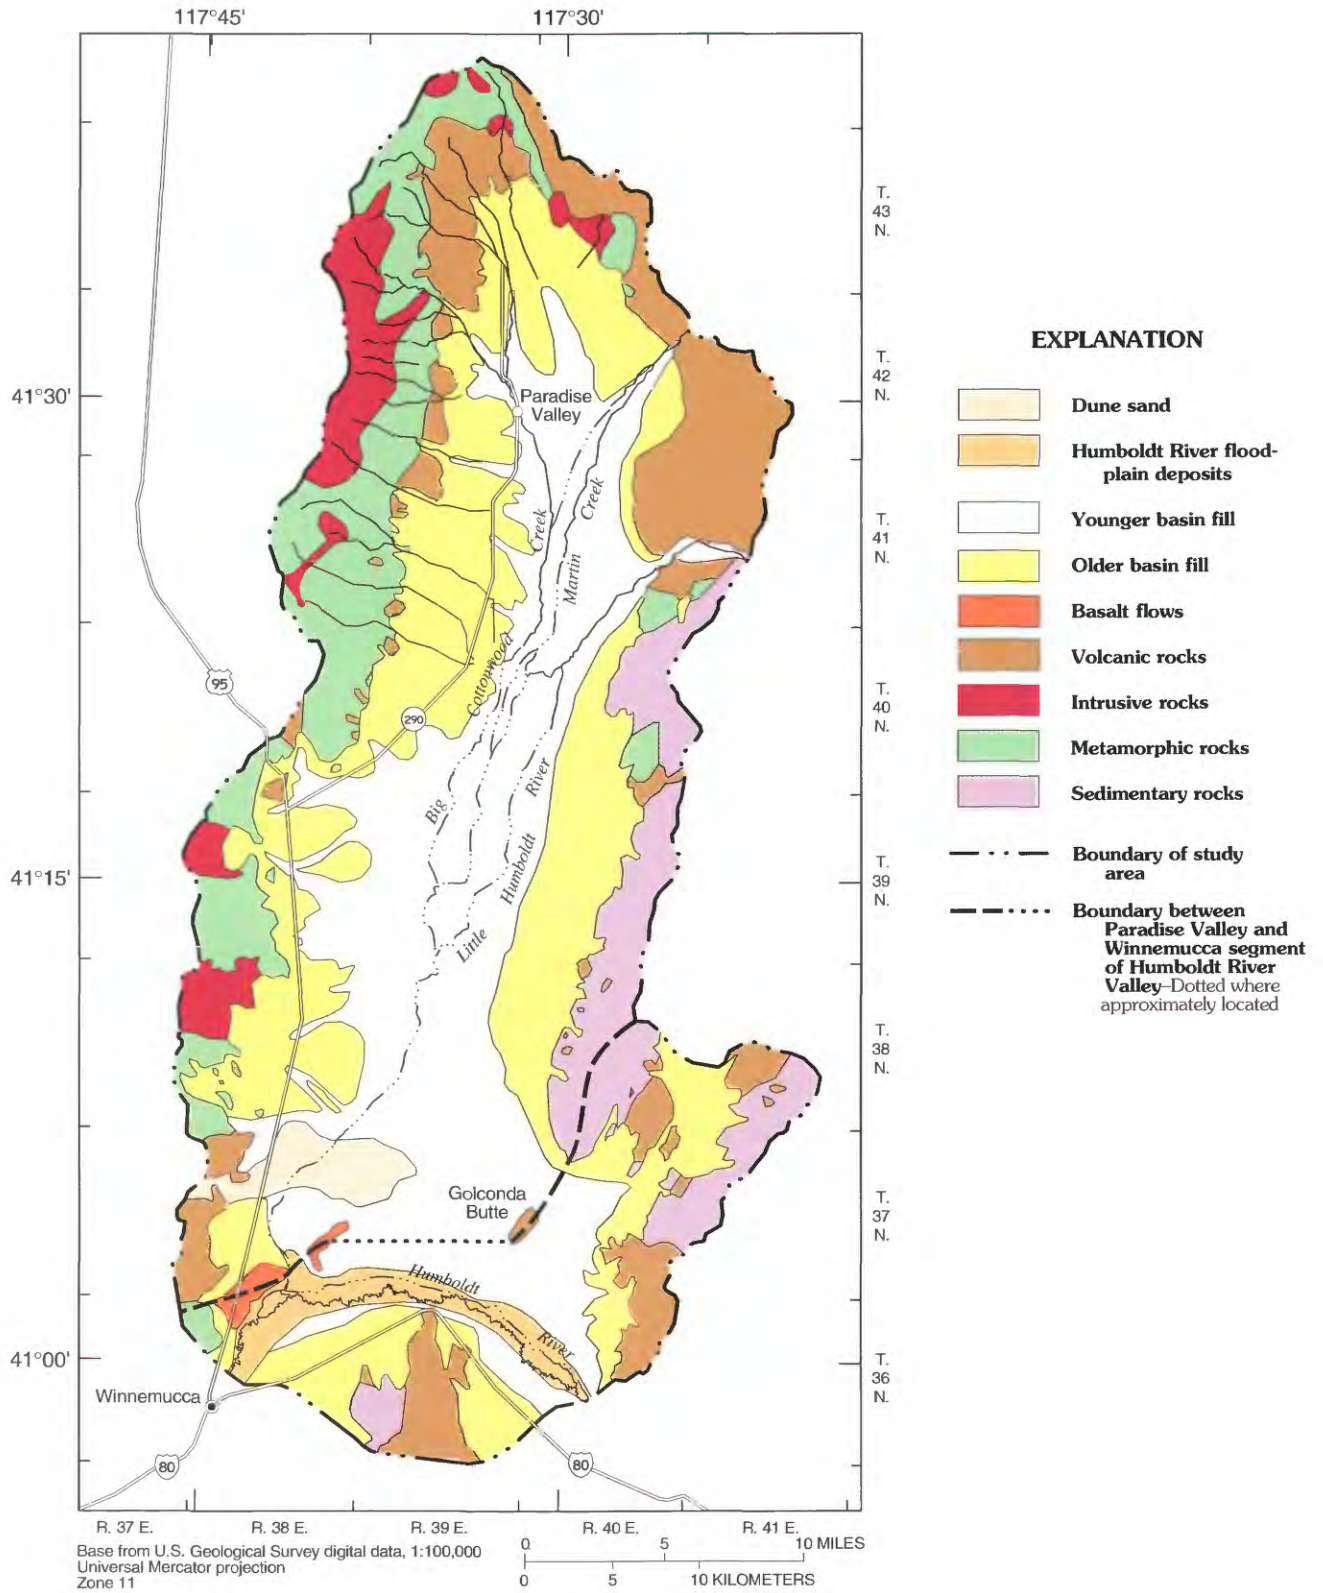 117°45'
117°30'
T.
43
N.
T.
42
N.
41°30'
T.
41
N.
T.
40
N.
T.
39
N.
41°15'
T.
38
N.
T.
37
N.
T.
36
N.
41°00'
Paradise
Valley
Creek
Creek
Martin
Cottonwood
95
290
Big
River
Humboldt
Little
Golconda
Butte
Humboldt
River
Winnemucca
80
80
R. 37 E.
R. 38 E.
R. 39 E.
R. 40 E.
R. 41 E.
Base from U.S. Geological Survey digital data, 1:100,000
Universal Mercator projection
Zone 11
0 5 10 MILES
0 5 10 KILOMETERS
EXPLANATION
Dune sand
Humboldt River flood-
plain deposits
Younger basin fill
Older basin fill
Basalt flows
Volcanic rocks
Intrusive rocks
Metamorphic rocks
Sedimentary rocks
Boundary of study
area
Boundary between
Paradise Valley and
Winnemucca segment
of Humboldt River
Valley–Dotted where
approximately located